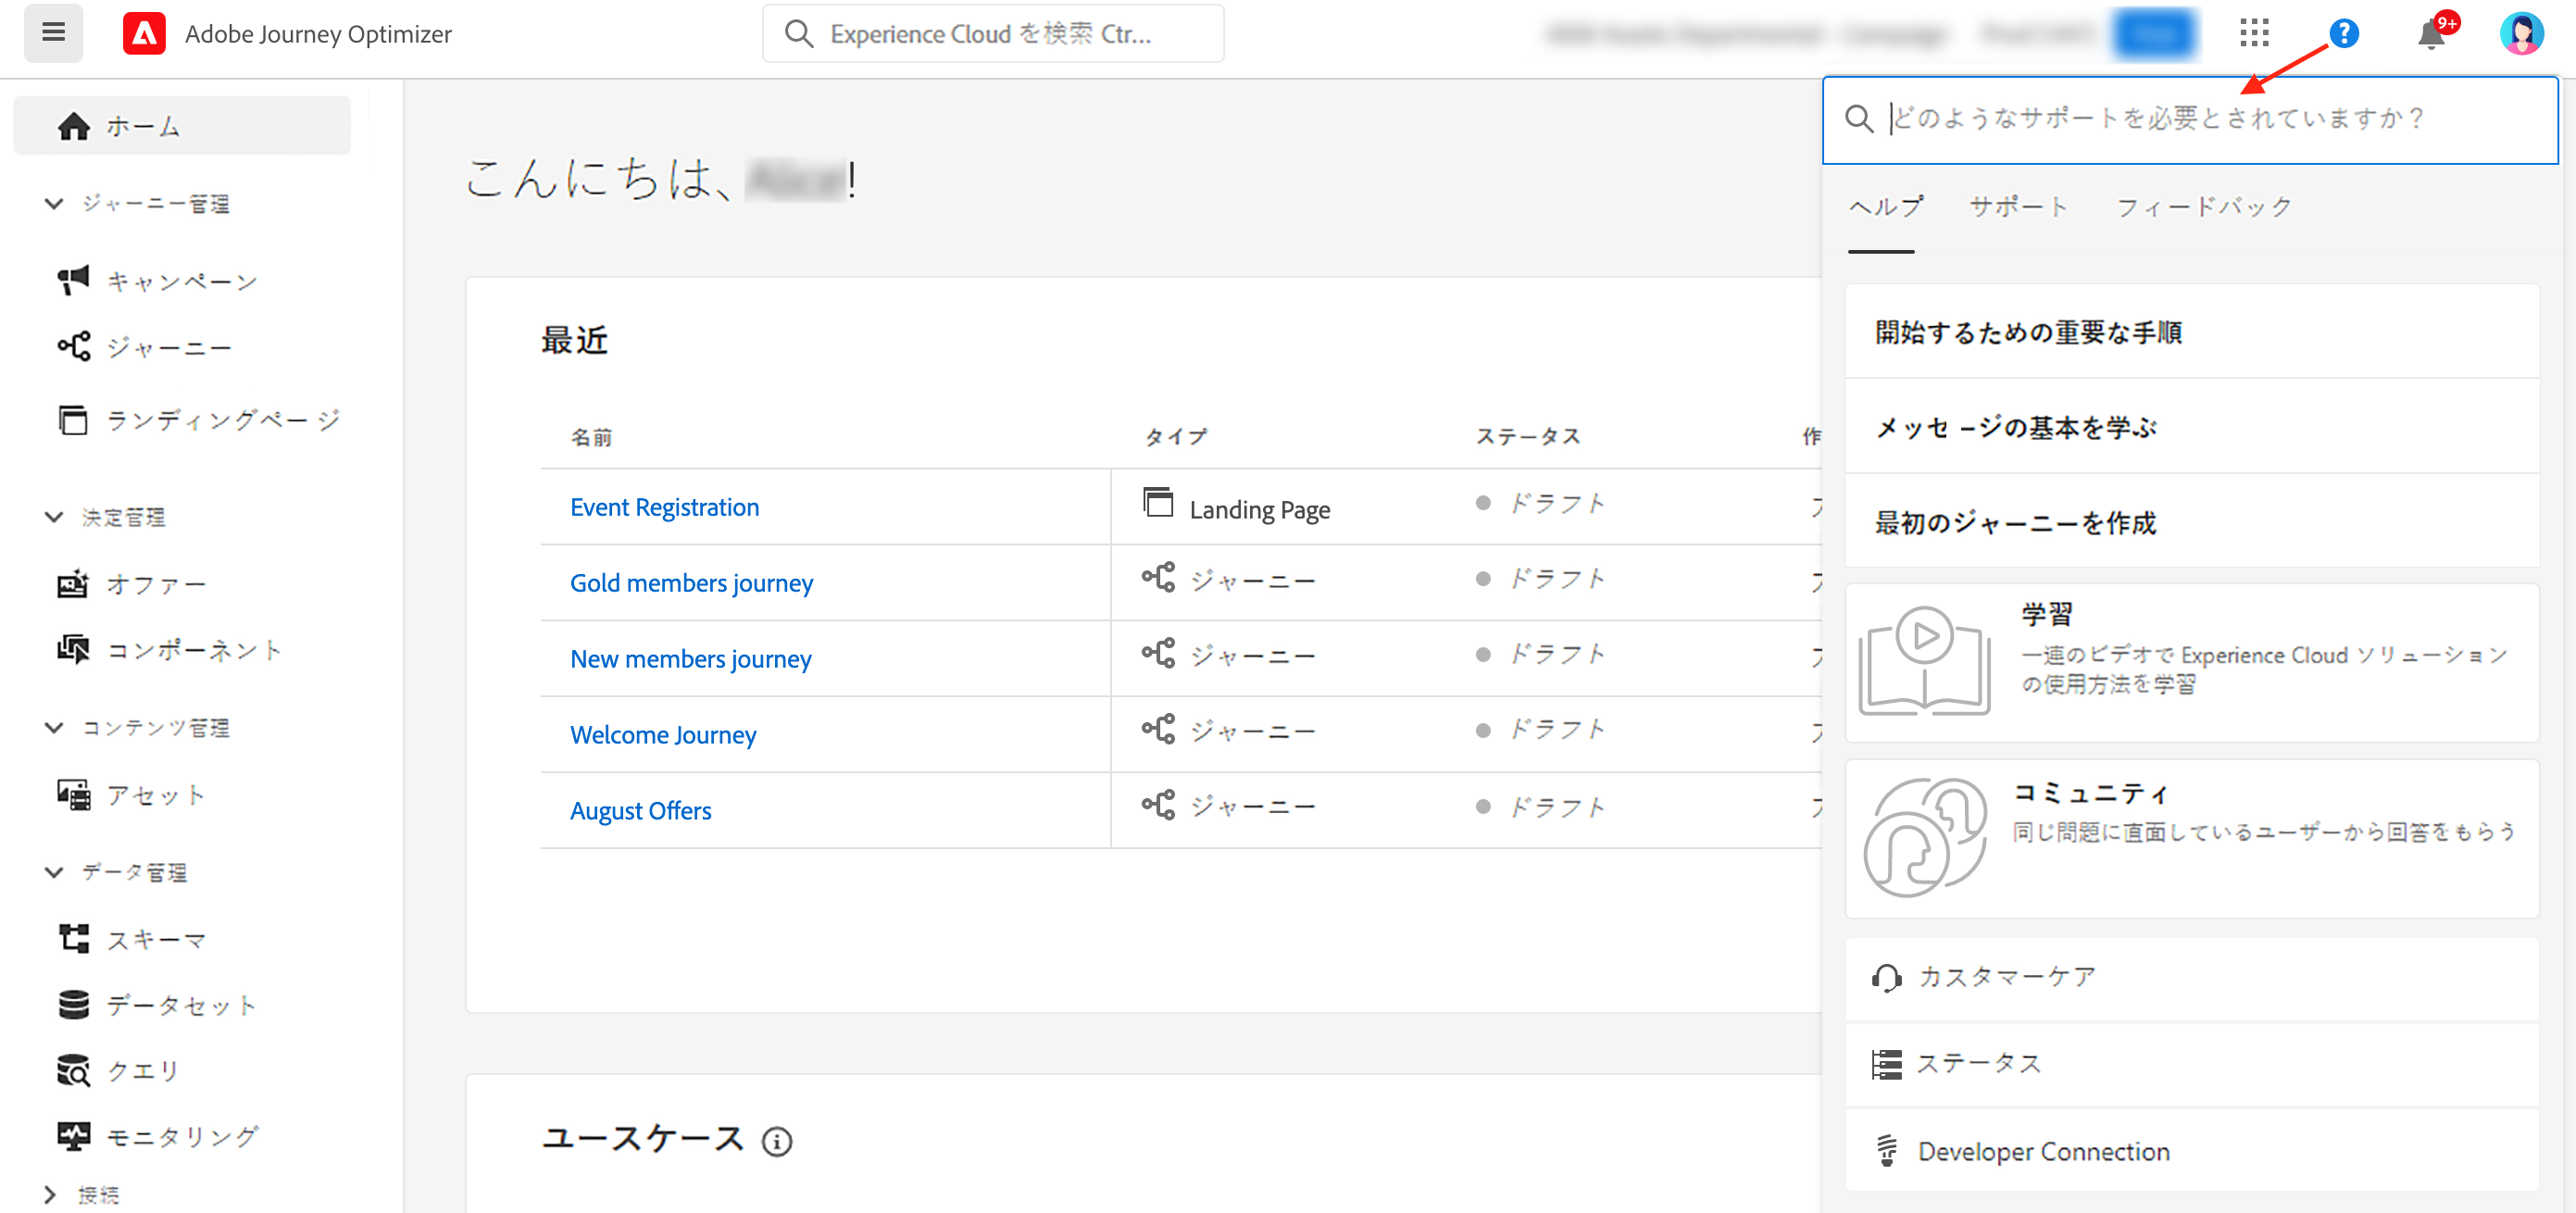 Adobe Journey Optimizer
Experience Cloud を検索 Ctr...
?
9+
どのようなサポートを必要とされていますか？
ホーム
ジャーニー管理
キャンペーン
ジャーニー
ランディングページ
決定管理
オファー
コンポーネント
コンテンツ管理
アセット
データ管理
スキーマ
データセット
クエリ
モニタリング
接続
こんにちは、!
最近
名前 タイプ ステータス 作
Event Registration Landing Page ドラフト
Gold members journey ジャーニー ドラフト
New members journey ジャーニー ドラフト
Welcome Journey ジャーニー ドラフト
August Offers ジャーニー ドラフト
ユースケース
ヘルプ サポート フィードバック
開始するための重要な手順
メッセージの基本を学ぶ
最初のジャーニーを作成
学習
一連のビデオで Experience Cloud ソリューション
の使用方法を学習
コミュニティ
同じ問題に直面しているユーザーから回答をもらう
カスタマーケア
ステータス
Developer Connection